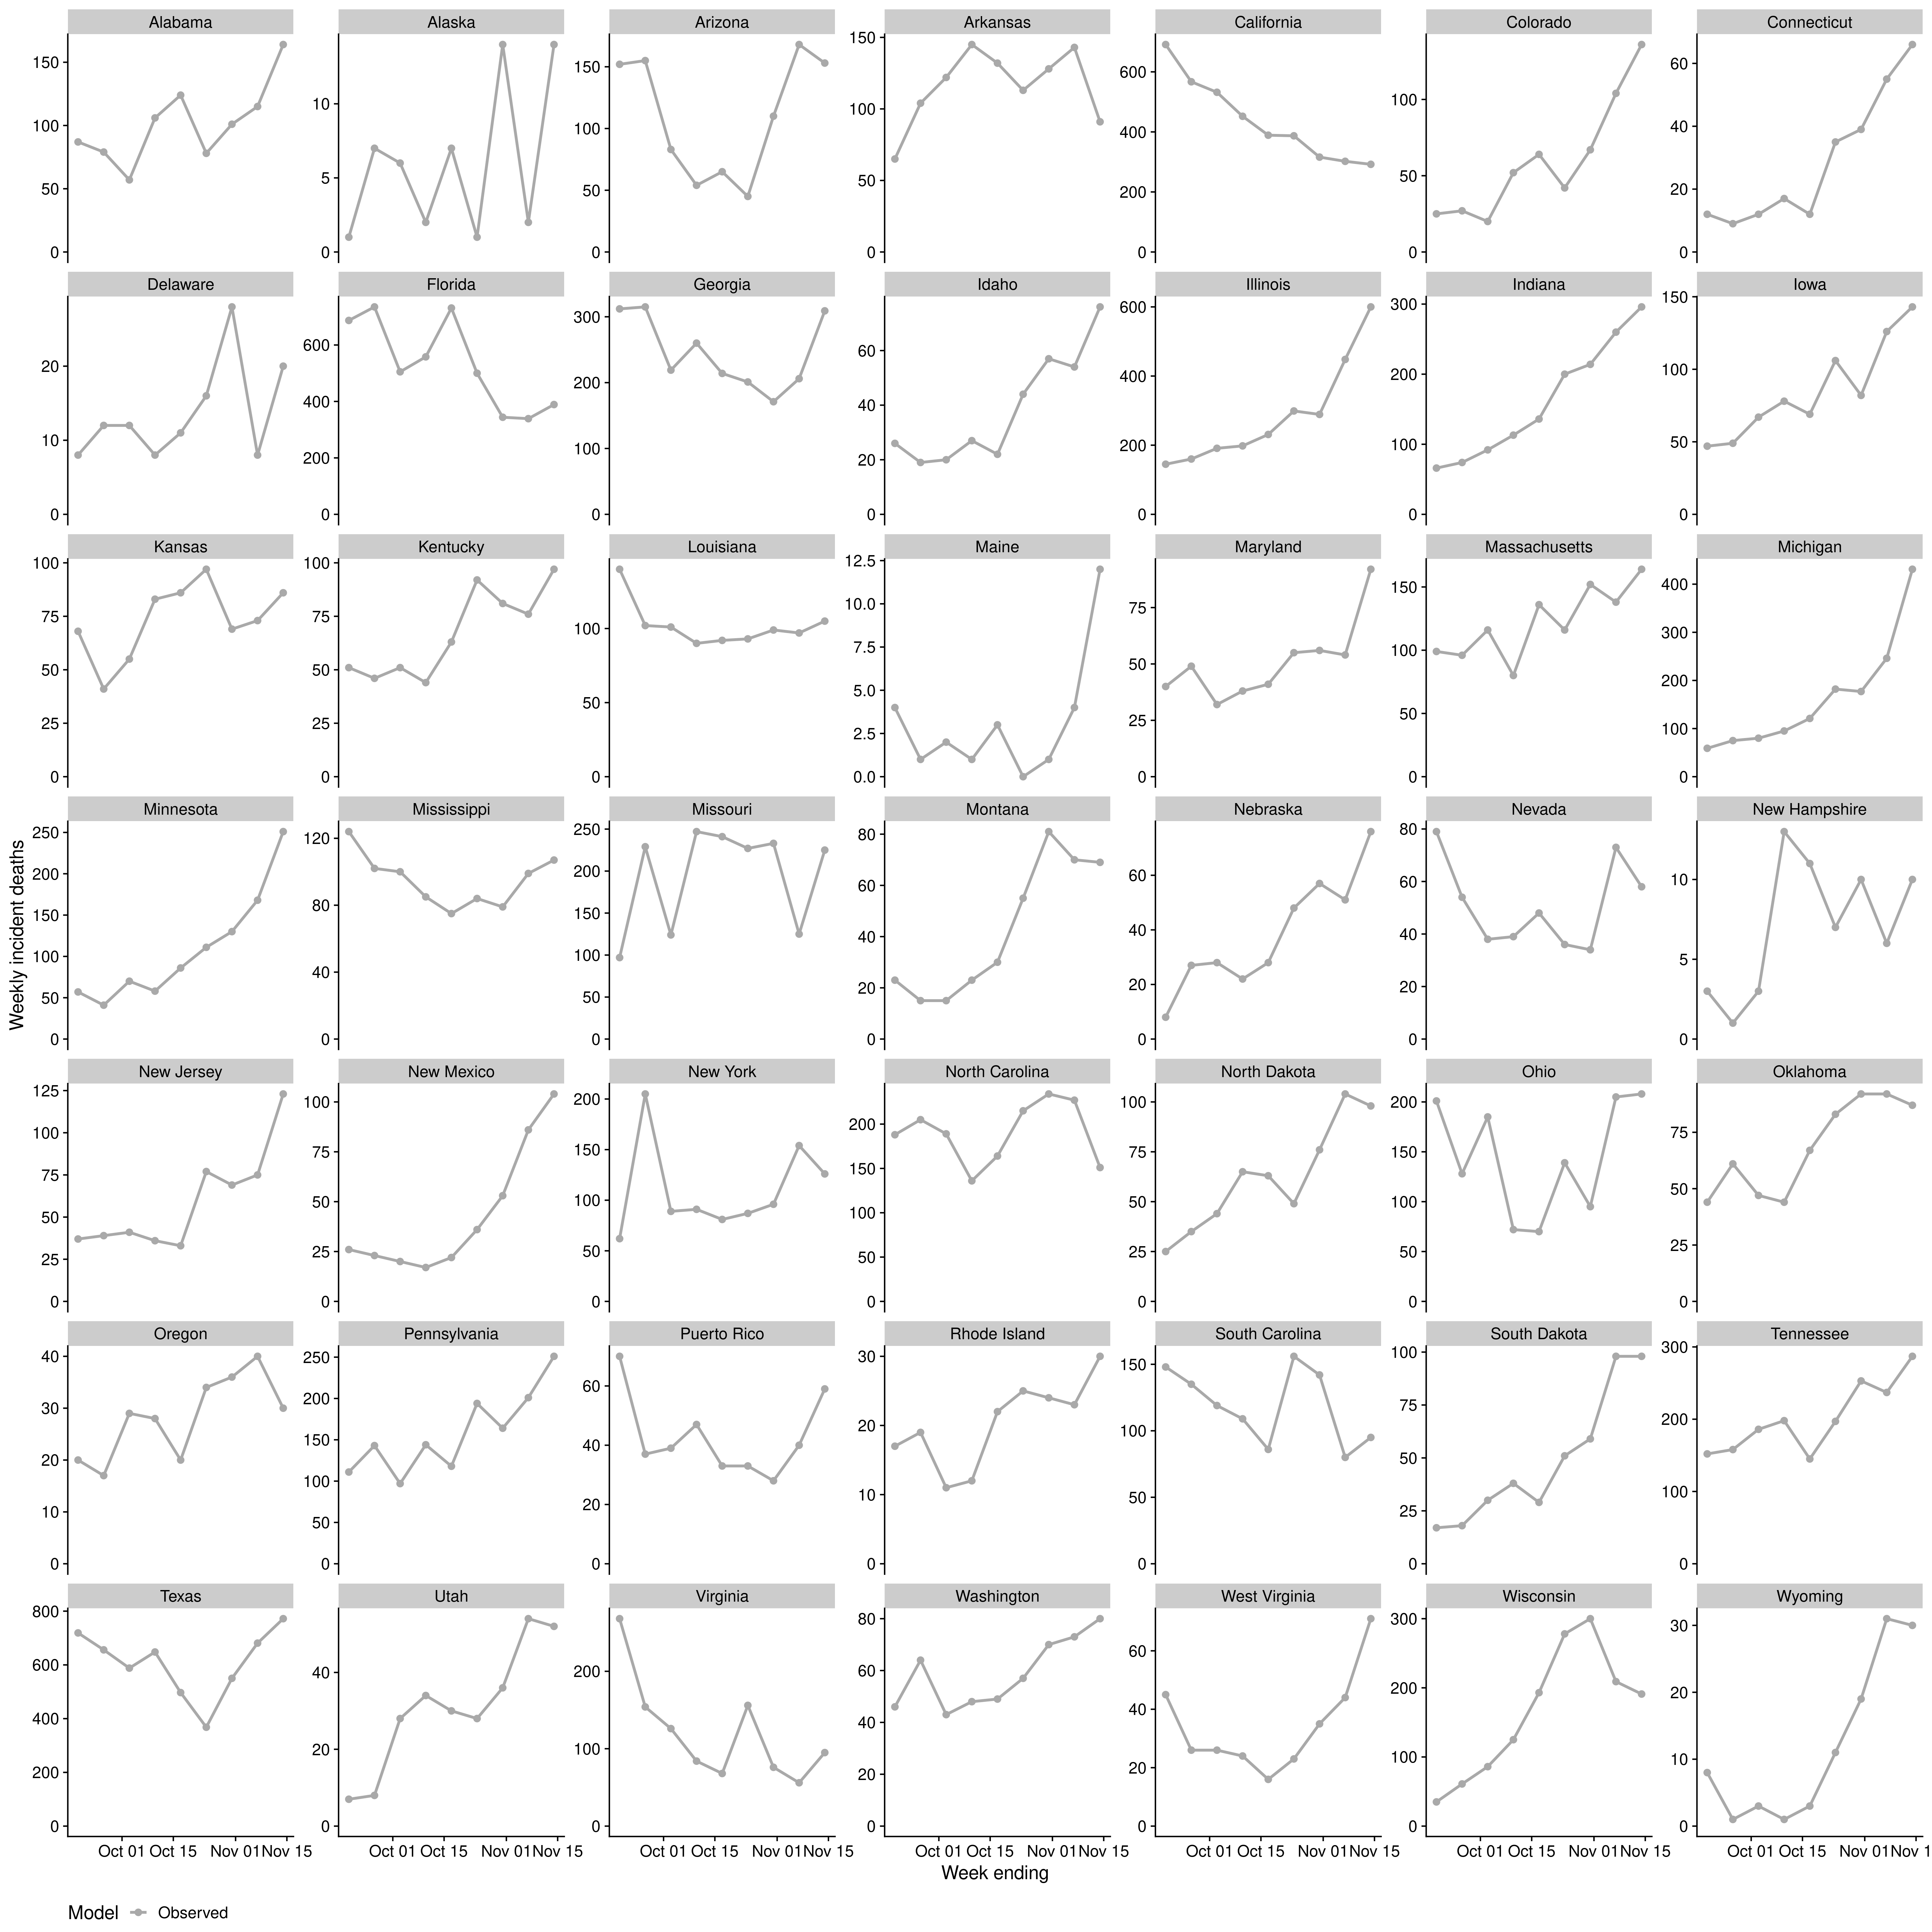 Alabama Alaska Arizona Arkansas California Colorado Connecticut
150 100 50 0
10 5 0
150 100 50 0
150 100 50 0
600 400 200 0
100 50 0
60 40 20 0
Delaware Florida Georgia Idaho Illinois Indiana Iowa
20 10 0
600 400 200 0
300 200 100 0
60 40 20 0
600 400 200 0
300 200 100 0
150 100 50 0
Kansas Kentucky Louisiana Maine Maryland Massachusetts Michigan
100 75 50 25 0
100 75 50 25 0
100 50 0
12.5 10.0 7.5 5.0 2.5 0.0
75 50 25 0
150 100 50 0
400 300 200 100 0
Weekly incident deaths
Minnesota Mississippi Missouri Montana Nebraska Nevada New Hampshire
250 200 150 100 50 0
120 80 40 0
250 200 150 100 50 0
80 60 40 20 0
60 40 20 0
80 60 40 20 0
10 5 0
New Jersey New Mexico New York North Carolina North Dakota Ohio Oklahoma
125 100 75 50 25 0
100 75 50 25 0
200 150 100 50 0
200 150 100 50 0
100 75 50 25 0
200 150 100 50 0
75 50 25 0
Oregon Pennsylvania Puerto Rico Rhode Island South Carolina South Dakota Tennessee
40 30 20 10 0
250 200 150 100 50 0
60 40 20 0
30 20 10 0
150 100 50 0
100 75 50 25 0
300 200 100 0
Texas Utah Virginia Washington West Virginia Wisconsin Wyoming
800 600 400 200 0
40 20 0
200 100 0
80 60 40 20 0
60 40 20 0
300 200 100 0
30 20 10 0
Oct 01 Oct 15 Nov 01 Nov 15
Oct 01 Oct 15 Nov 01 Nov 15
Oct 01 Oct 15 Nov 01 Nov 15
Oct 01 Oct 15 Nov 01 Nov 15
Oct 01 Oct 15 Nov 01 Nov 15
Oct 01 Oct 15 Nov 01 Nov 15
Oct 01 Oct 15 Nov 01 Nov 1
Week ending
Model Observed